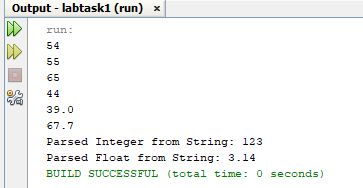 Output - labtask1 (run) ×
run:
54
55
65
44
39.0
67.7
Parsed Integer from String: 123
Parsed Float from String: 3.14
BUILD SUCCESSFUL (total time: 0 seconds)